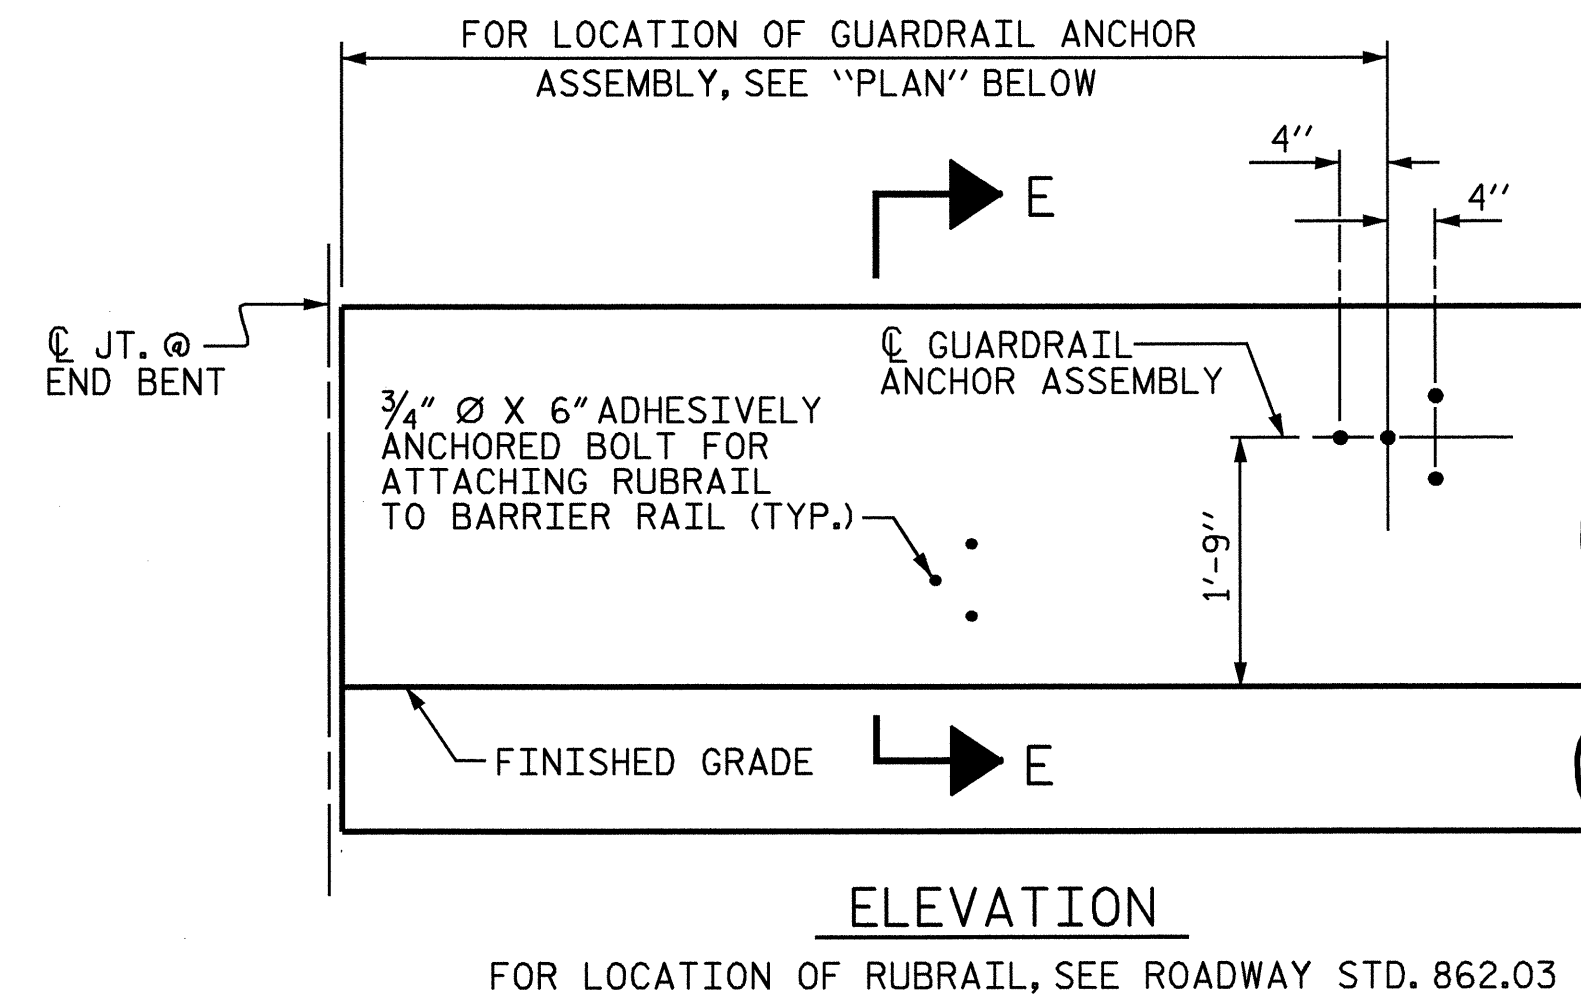 FOR LOCATION OF GUARDRAIL ANCHOR
ASSEMBLY, SEE "PLAN" BELOW
4"
4"
E
℄ JT. @
END BENT
℄ GUARDRAIL
ANCHOR ASSEMBLY
3/4" Ø X 6" ADHESIVELY
ANCHORED BOLT FOR
ATTACHING RUBRAIL
TO BARRIER RAIL (TYP.)
1'-9"
FINISHED GRADE
E
ELEVATION
FOR LOCATION OF RUBRAIL, SEE ROADWAY STD. 862.03